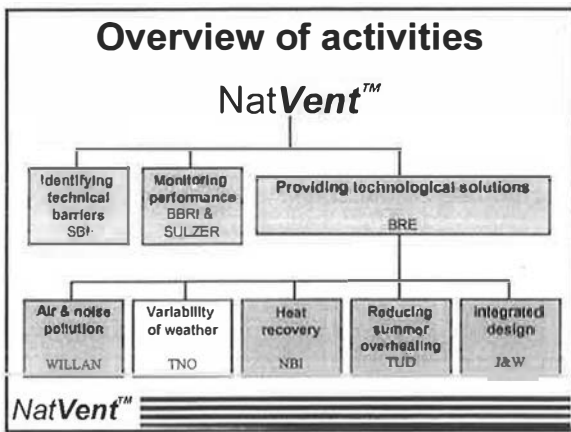 Overview of activities
NatVent™
Identifying
technical
barriers
SBI
Monitoring
performance
BBRI &
SULZER
Providing technological solutions
BRE
Air & noise
pollution
WILLAN
Variability
of weather
TNO
Heat
recovery
NBI
Reducing
summer
overheating
TUD
Integrated
design
J&W
NatVent™